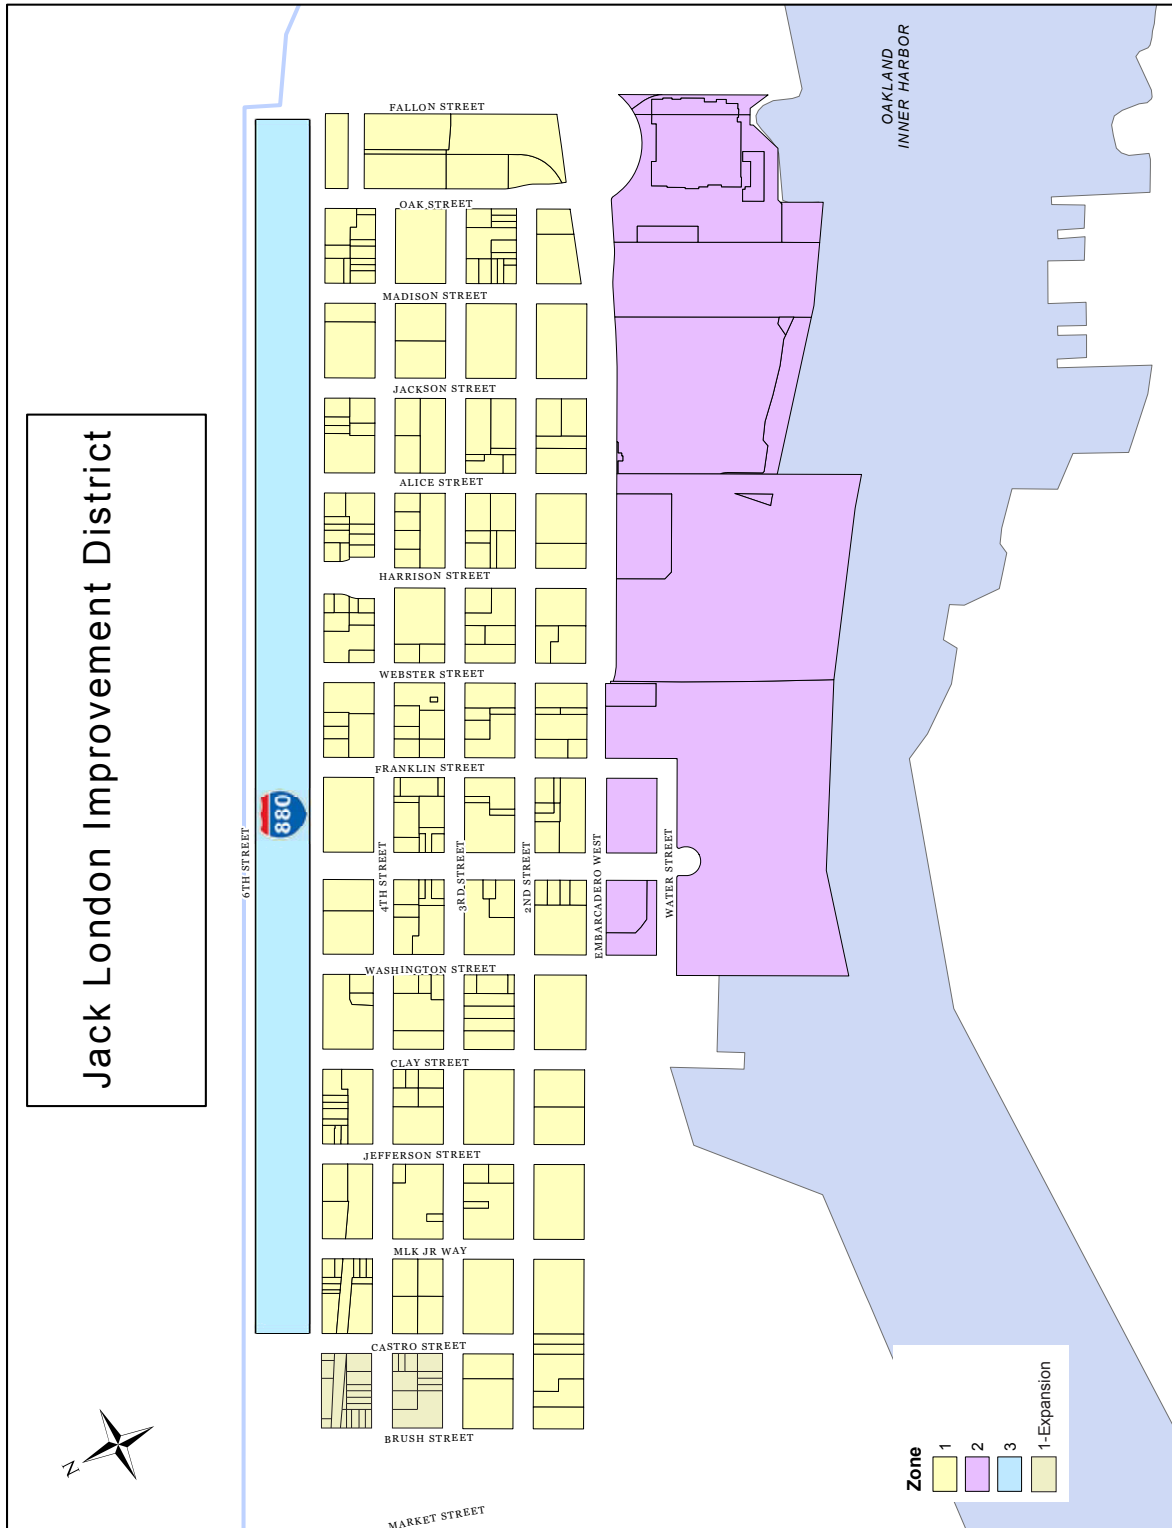 Jack London Improvement District
OAKLAND
INNER HARBOR
FALLON STREET
OAK STREET
MADISON STREET
JACKSON STREET
ALICE STREET
HARRISON STREET
WEBSTER STREET
FRANKLIN STREET
880
6TH STREET
4TH STREET
3RD STREET
2ND STREET
EMBARCADERO WEST
WATER STREET
WASHINGTON STREET
CLAY STREET
JEFFERSON STREET
MLK JR WAY
CASTRO STREET
BRUSH STREET
MARKET STREET
N
Zone
1
2
3
1-Expansion